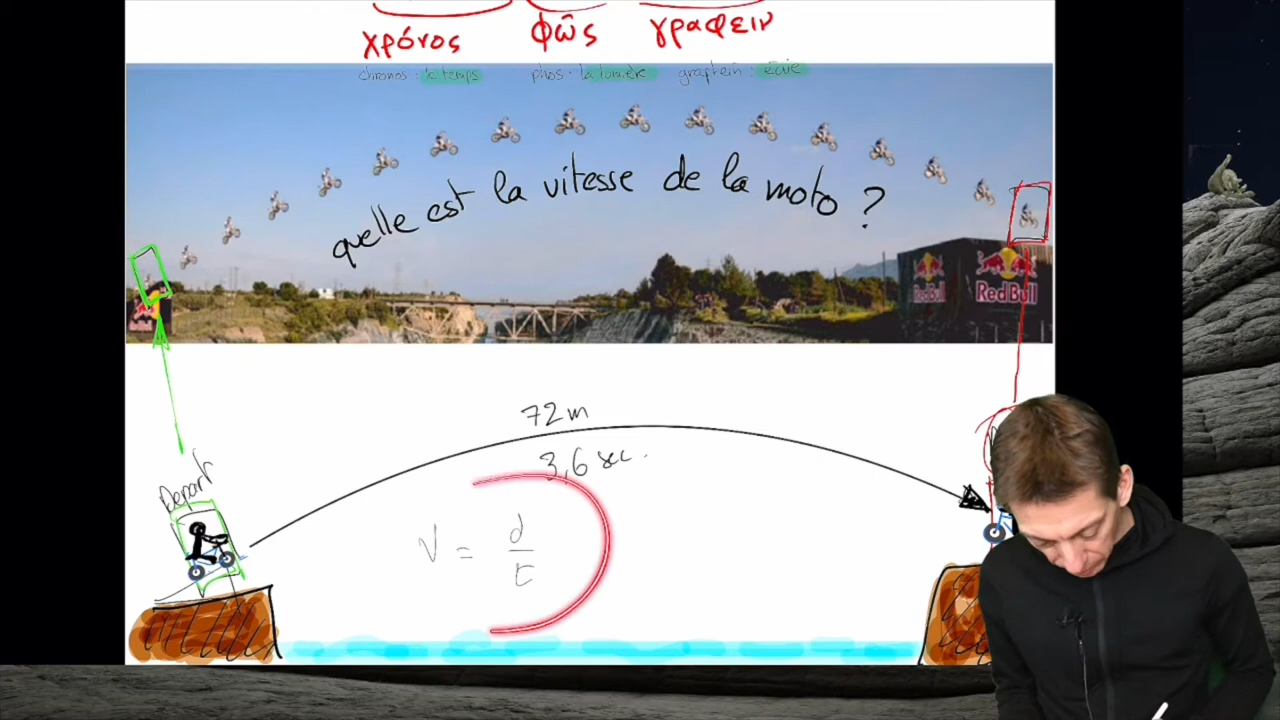 χρόνος φῶς γραφειν
chronos : le temps phos : la lumière graphein : écrire
quelle est la vitesse de la moto ?
RedBull RedBull
72 m
3,6 sec.
Départ
V = d
t